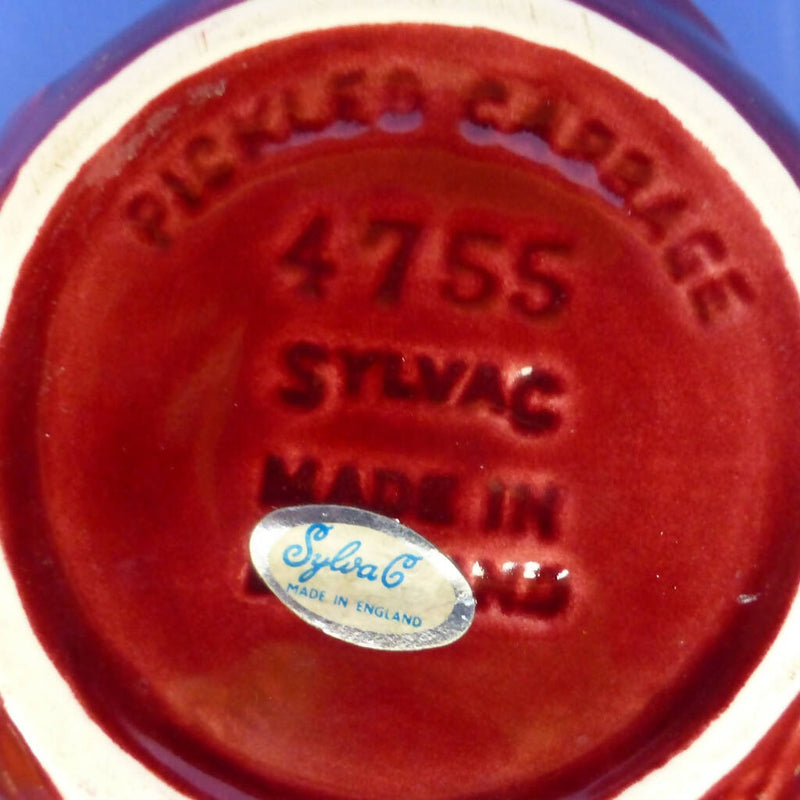 PICKLED CABBAGE
4755
SYLVAC
MADE IN
SylvaC
MADE IN ENGLAND